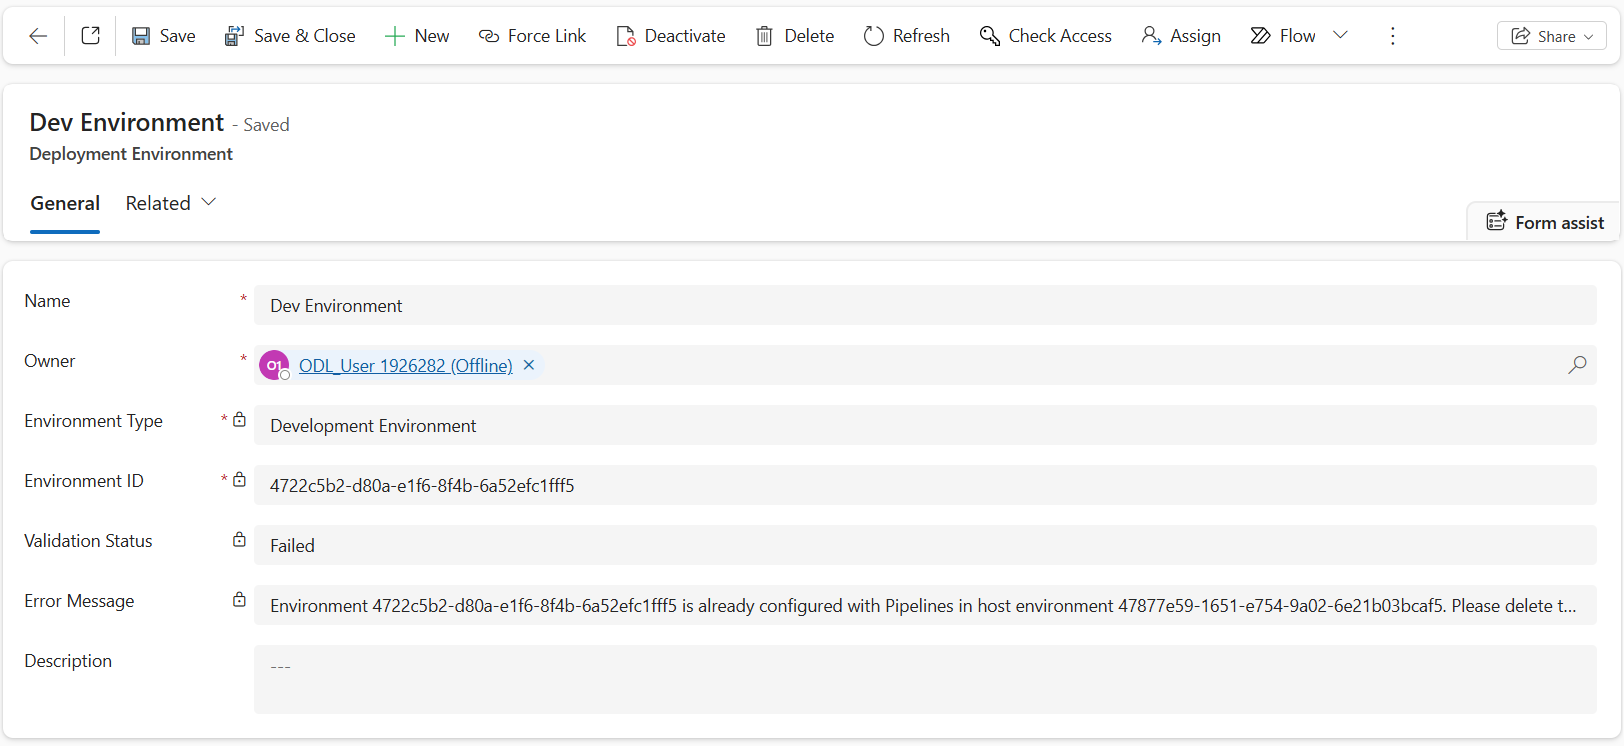 Save Save & Close New Force Link Deactivate Delete Refresh Check Access Assign Flow Share
Dev Environment - Saved
Deployment Environment
General Related
Form assist
Name * Dev Environment
Owner * O1 ODL_User 1926282 (Offline)
Environment Type * Development Environment
Environment ID * 4722c5b2-d80a-e1f6-8f4b-6a52efc1fff5
Validation Status Failed
Error Message Environment 4722c5b2-d80a-e1f6-8f4b-6a52efc1fff5 is already configured with Pipelines in host environment 47877e59-1651-e754-9a02-6e21b03bcaf5. Please delete t...
Description ---